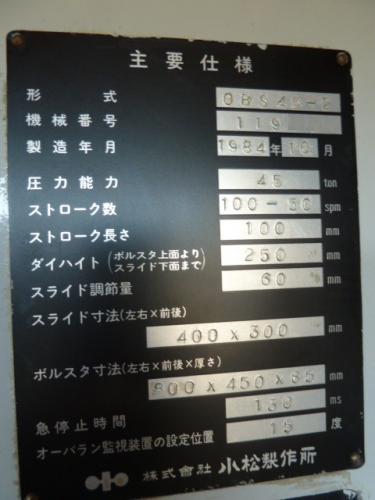 主要仕様
形式 OBS45-2
機械番号 119
製造年月 1984年10月
圧力能力 45 ton
ストローク数 100-50 spm
ストローク長さ 100 mm
ダイハイト(ボルスタ上面よりスライド下面まで) 250 mm
スライド調節量 60 mm
スライド寸法(左右×前後)
400×300 mm
ボルスタ寸法(左右×前後×厚さ)
800×450×65 mm
急停止時間 130 ms
オーバラン監視装置の設定位置 15 度
株式會社 小松製作所